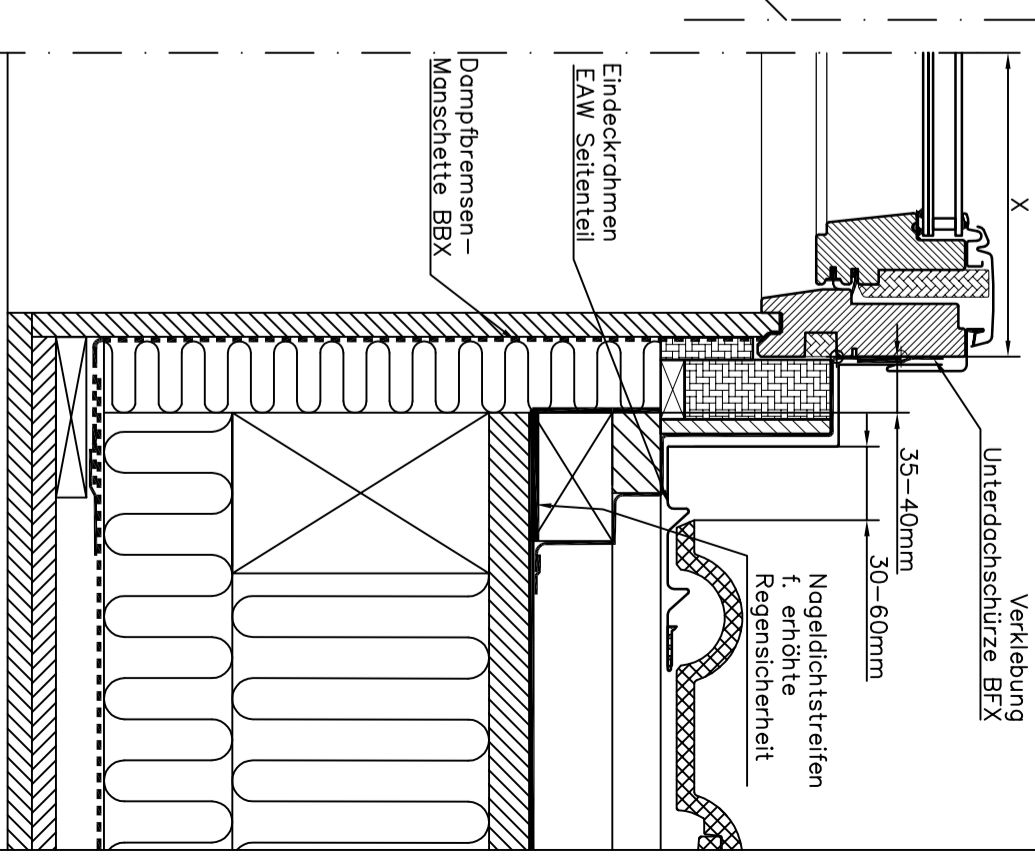 X
Verklebung
Unterdachschürze BFX
35–40mm
30–60mm
Nageldichtstreifen
f. erhöhte
Regensicherheit
Eindeckrahmen
EAW Seitenteil
Dampfbremsen–
Manschette BBX